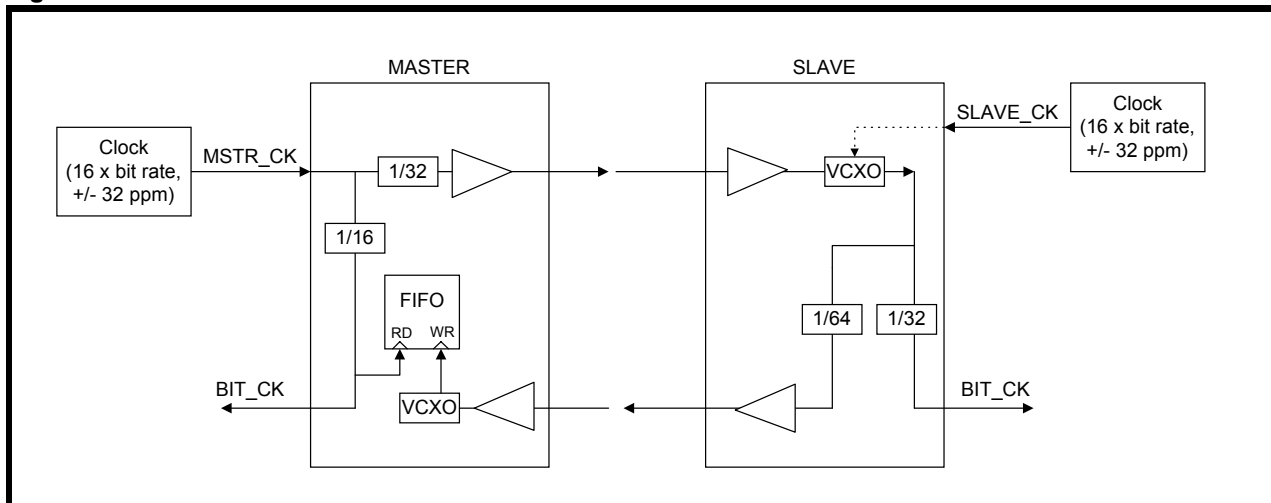 MASTER
SLAVE
Clock
(16 x bit rate,
+/- 32 ppm)
MSTR_CK
1/32
1/16
FIFO
RD
WR
VCXO
BIT_CK
VCXO
SLAVE_CK
Clock
(16 x bit rate,
+/- 32 ppm)
1/64
1/32
BIT_CK